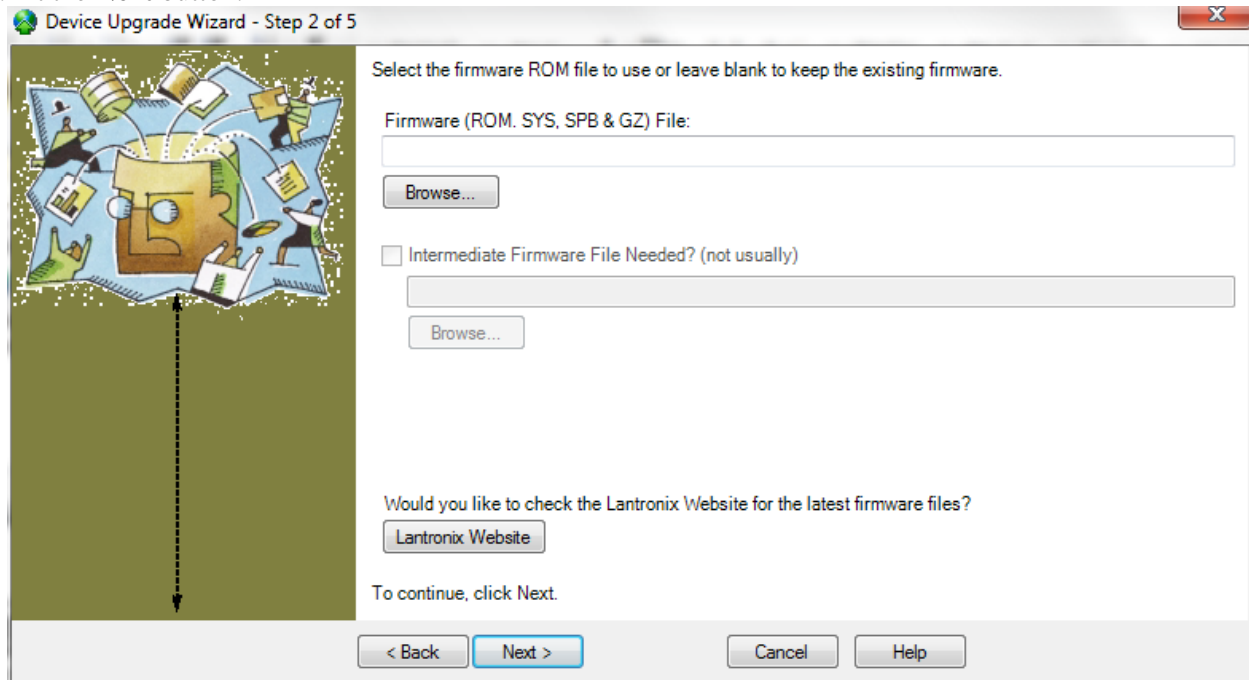 Device Upgrade Wizard - Step 2 of 5
X
Select the firmware ROM file to use or leave blank to keep the existing firmware.
Firmware (ROM. SYS, SPB & GZ) File:
Browse...
Intermediate Firmware File Needed? (not usually)
Browse...
Would you like to check the Lantronix Website for the latest firmware files?
Lantronix Website
To continue, click Next.
< Back Next > Cancel Help